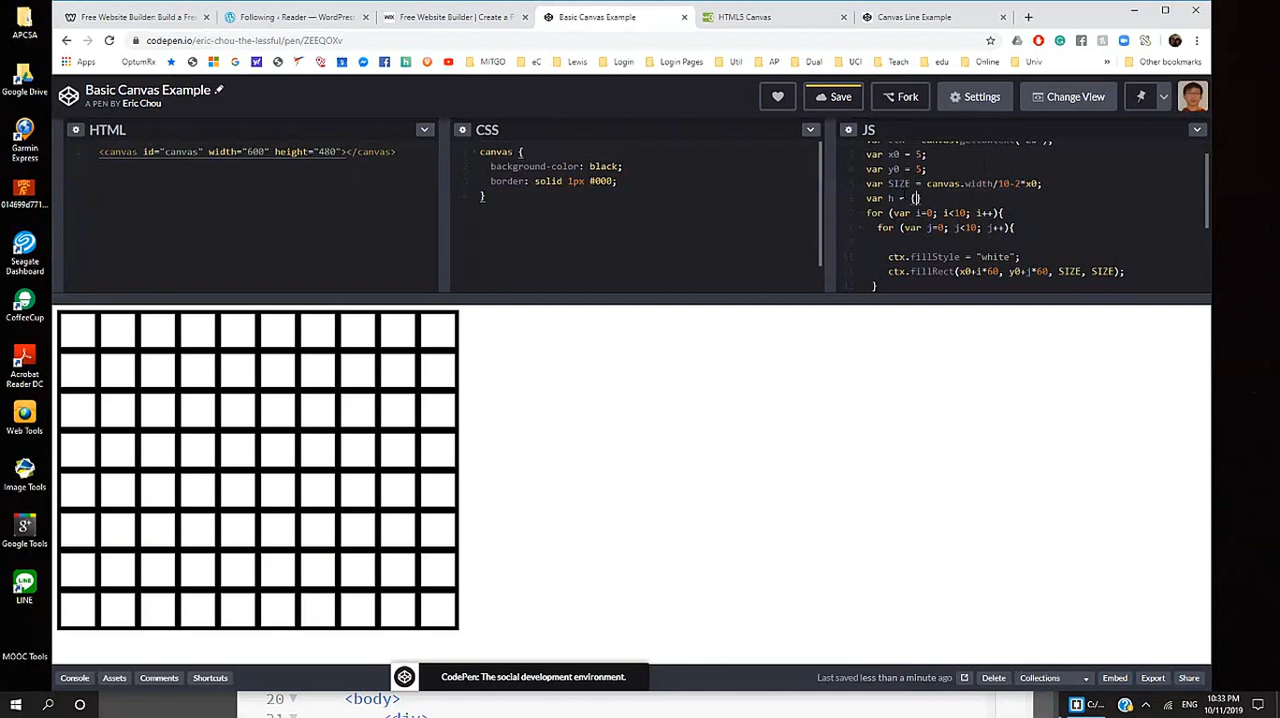 APCSA
Google Drive
Garmin
Express
014699d771...
Seagate
Dashboard
CoffeeCup
Acrobat
Reader DC
Web Tools
Image Tools
Google Tools
LINE
MOOC Tools
Free Website Builder: Build a Fre
Following ‹ Reader — WordPress.
Free Website Builder | Create a F
Basic Canvas Example
HTML5 Canvas
Canvas Line Example
codepen.io/eric-chou-the-lessful/pen/ZEEQOXv
Apps
OptumRx
MITGO
eC
Lewis
Login
Login Pages
Util
AP
Dual
UCI
Teach
edu
Online
Univ
»
Other bookmarks
Basic Canvas Example
A PEN BY Eric Chou
Save
Fork
Settings
Change View
HTML
<canvas id="canvas" width="600" height="480"></canvas>
CSS
canvas {
background-color: black;
border: solid 1px #000;
}
JS
var x0 = 5;
var y0 = 5;
var SIZE = canvas.width/10-2*x0;
var h = {}
for (var i=0; i<10; i++){
for (var j=0; j<10; j++){
ctx.fillStyle = "white";
ctx.fillRect(x0+i*60, y0+j*60, SIZE, SIZE);
}
Console
Assets
Comments
Shortcuts
CodePen: The social development environment.
Last saved less than a minute ago
Delete
Collections
Embed
Export
Share
20
<body>
C:/...
ENG
10:33 PM
10/11/2019